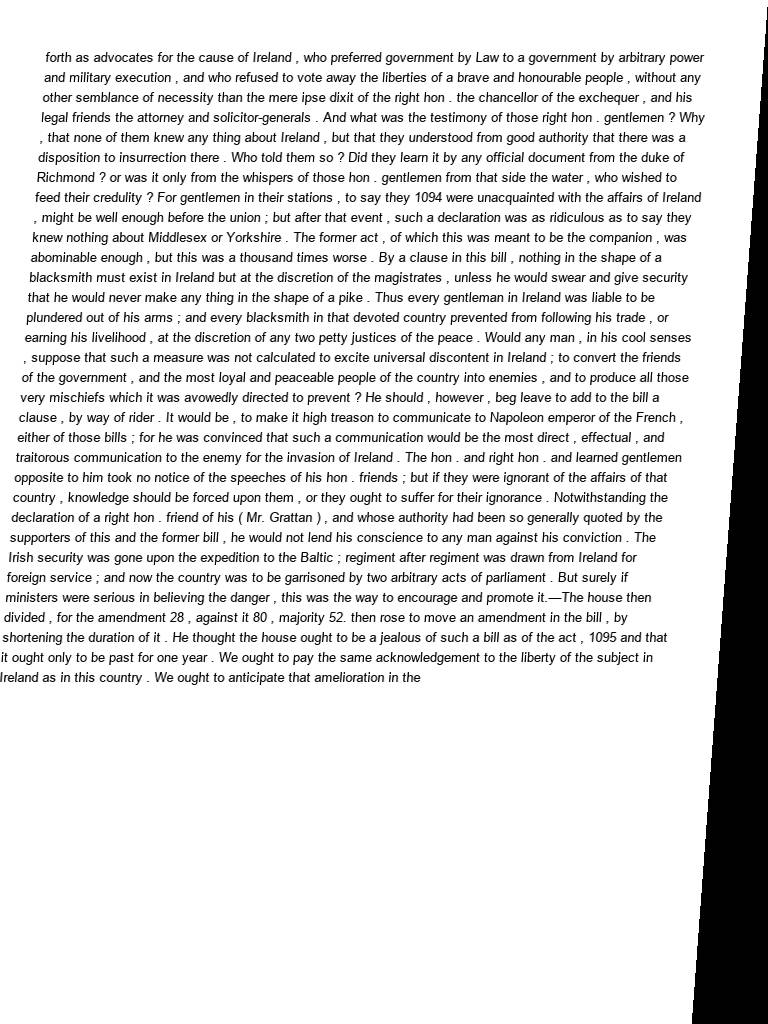 forth as advocates for the cause of Ireland , who preferred government by Law to a government by arbitrary power
and military execution , and who refused to vote away the liberties of a brave and honourable people , without any
other semblance of necessity than the mere ipse dixit of the right hon . the chancellor of the exchequer , and his
legal friends the attorney and solicitor-generals . And what was the testimony of those right hon . gentlemen ? Why
, that none of them knew any thing about Ireland , but that they understood from good authority that there was a
disposition to insurrection there . Who told them so ? Did they learn it by any official document from the duke of
Richmond ? or was it only from the whispers of those hon . gentlemen from that side the water , who wished to
feed their credulity ? For gentlemen in their stations , to say they 1094 were unacquainted with the affairs of Ireland
, might be well enough before the union ; but after that event , such a declaration was as ridiculous as to say they
knew nothing about Middlesex or Yorkshire . The former act , of which this was meant to be the companion , was
abominable enough , but this was a thousand times worse . By a clause in this bill , nothing in the shape of a
blacksmith must exist in Ireland but at the discretion of the magistrates , unless he would swear and give security
that he would never make any thing in the shape of a pike . Thus every gentleman in Ireland was liable to be
plundered out of his arms ; and every blacksmith in that devoted country prevented from following his trade , or
earning his livelihood , at the discretion of any two petty justices of the peace . Would any man , in his cool senses
, suppose that such a measure was not calculated to excite universal discontent in Ireland ; to convert the friends
of the government , and the most loyal and peaceable people of the country into enemies , and to produce all those
very mischiefs which it was avowedly directed to prevent ? He should , however , beg leave to add to the bill a
clause , by way of rider . It would be , to make it high treason to communicate to Napoleon emperor of the French ,
either of those bills ; for he was convinced that such a communication would be the most direct , effectual , and
traitorous communication to the enemy for the invasion of Ireland . The hon . and right hon . and learned gentlemen
opposite to him took no notice of the speeches of his hon . friends ; but if they were ignorant of the affairs of that
country , knowledge should be forced upon them , or they ought to suffer for their ignorance . Notwithstanding the
declaration of a right hon . friend of his ( Mr. Grattan ) , and whose authority had been so generally quoted by the
supporters of this and the former bill , he would not lend his conscience to any man against his conviction . The
Irish security was gone upon the expedition to the Baltic ; regiment after regiment was drawn from Ireland for
foreign service ; and now the country was to be garrisoned by two arbitrary acts of parliament . But surely if
ministers were serious in believing the danger , this was the way to encourage and promote it.—The house then
divided , for the amendment 28 , against it 80 , majority 52. then rose to move an amendment in the bill , by
shortening the duration of it . He thought the house ought to be a jealous of such a bill as of the act , 1095 and that
it ought only to be past for one year . We ought to pay the same acknowledgement to the liberty of the subject in
Ireland as in this country . We ought to anticipate that amelioration in the